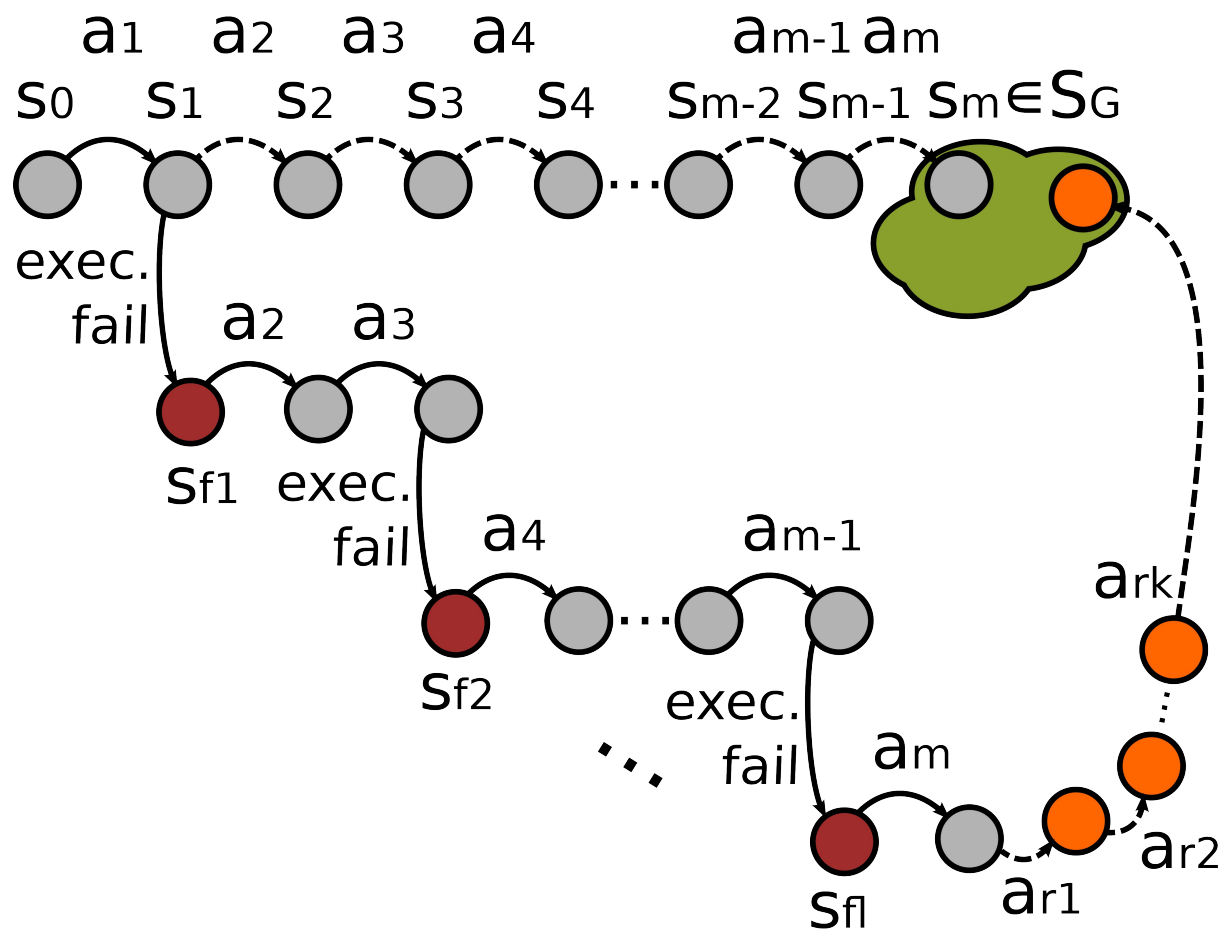 a1 a2 a3 a4 am-1 am
s0 s1 s2 s3 s4 sm-2 sm-1 sm∈SG
exec.
fail
a2 a3
sf1
exec.
fail
a4 am-1
sf2
exec.
fail
am
sfl
ar1
ar2
ark